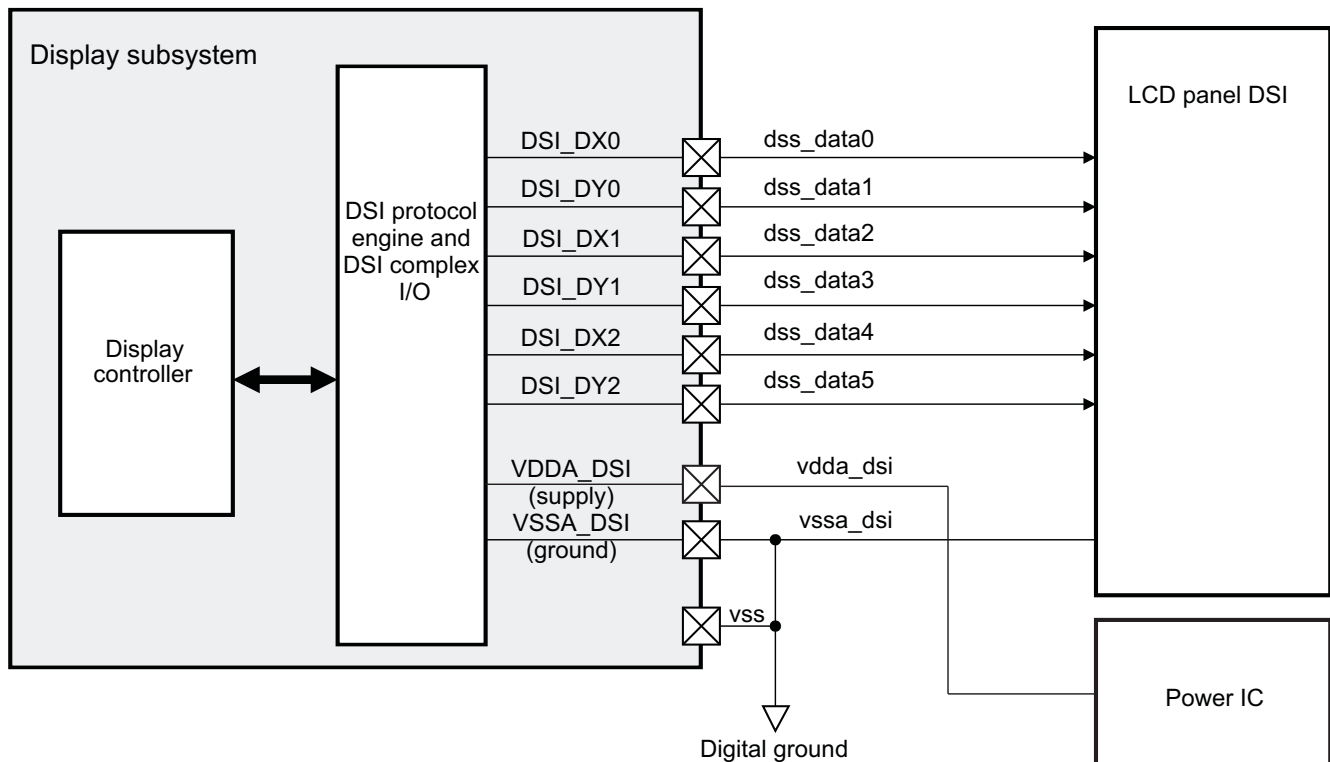 Display subsystem
LCD panel DSI
DSI_DX0
dss_data0
DSI_DY0
dss_data1
DSI protocol
engine and
DSI complex
I/O
DSI_DX1
dss_data2
DSI_DY1
dss_data3
DSI_DX2
dss_data4
Display
controller
DSI_DY2
dss_data5
VDDA_DSI
(supply)
vdda_dsi
VSSA_DSI
(ground)
vssa_dsi
vss
Power IC
Digital ground